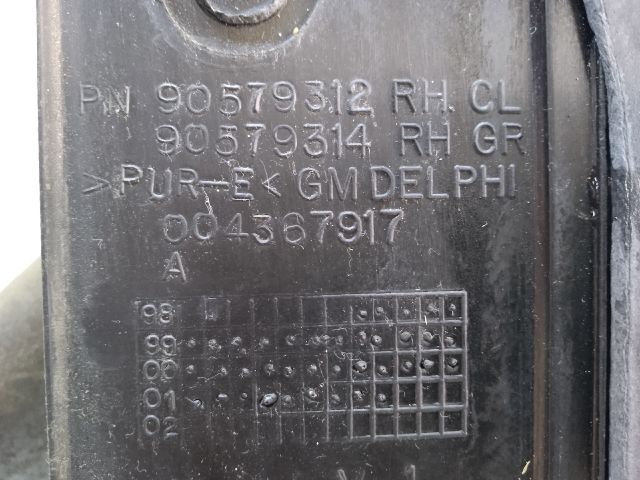 PN 90579312 RH CL
90579314 RH GR
>PUR-E< GM DELPHI
004367917
A
98
99
00
01
02